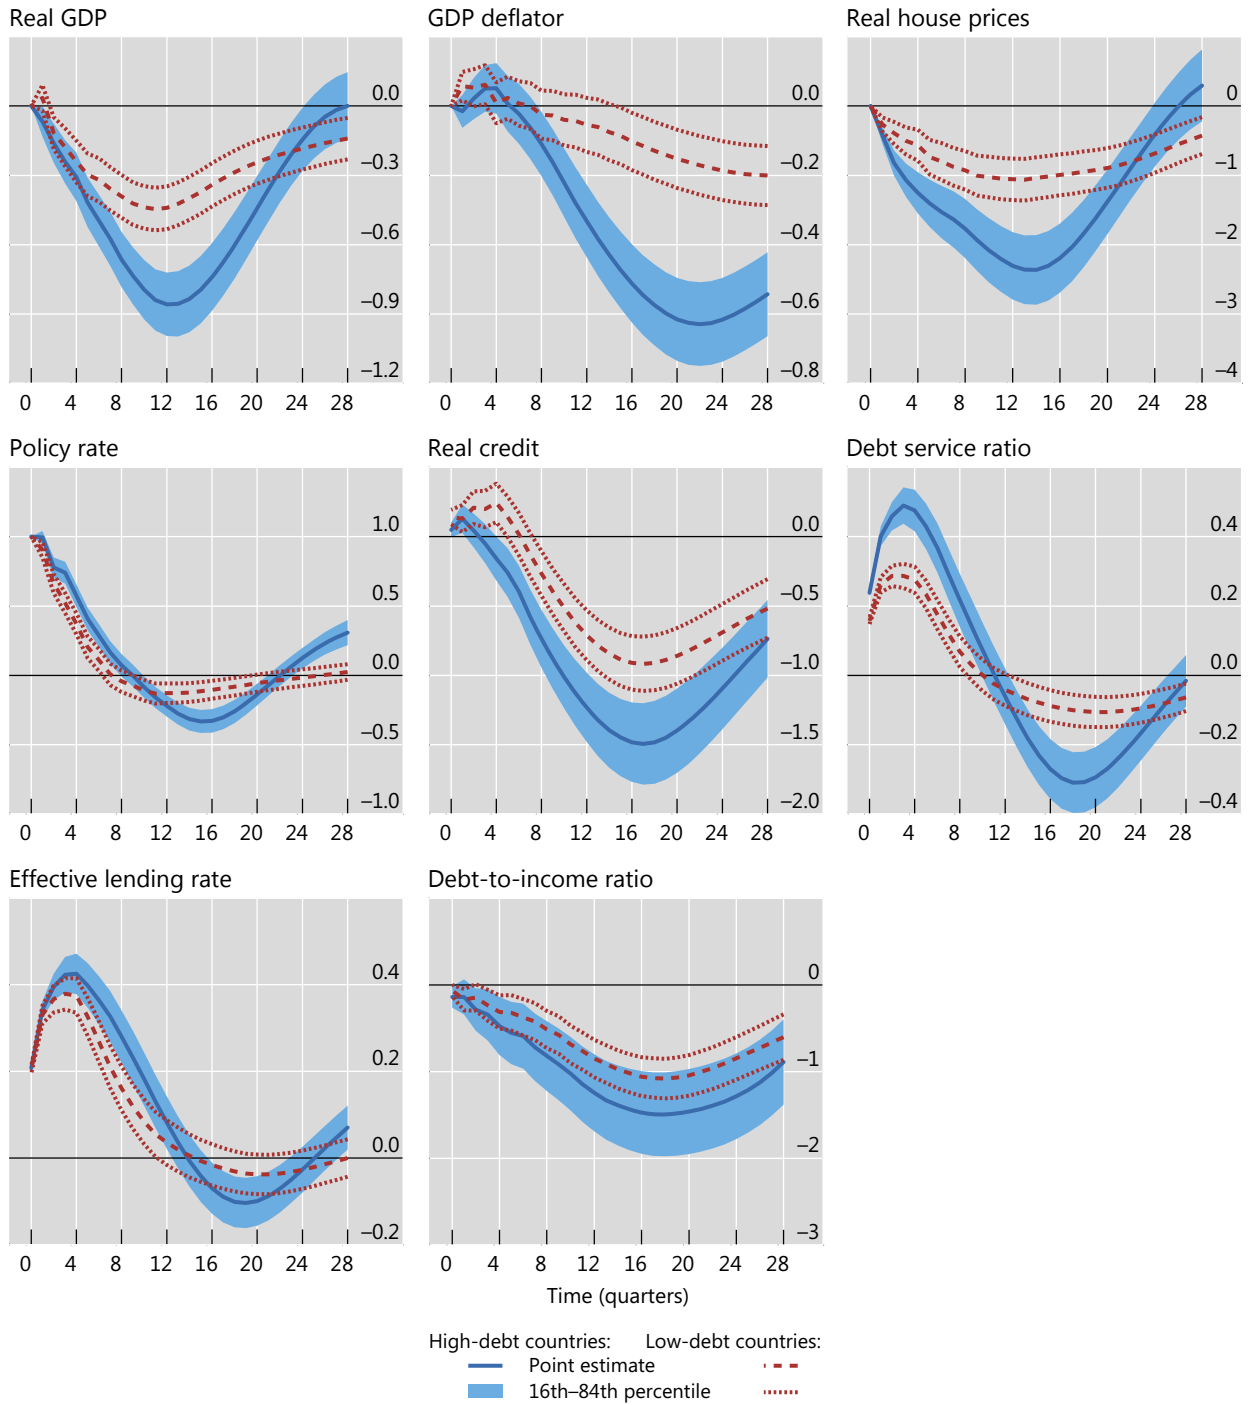 Real GDP
GDP deflator
Real house prices
0.0
–0.3
–0.6
–0.9
–1.2
0 4 8 12 16 20 24 28
0.0
–0.2
–0.4
–0.6
–0.8
0 4 8 12 16 20 24 28
0
–1
–2
–3
–4
0 4 8 12 16 20 24 28
Policy rate
Real credit
Debt service ratio
1.0
0.5
0.0
–0.5
–1.0
0 4 8 12 16 20 24 28
0.0
–0.5
–1.0
–1.5
–2.0
0 4 8 12 16 20 24 28
0.4
0.2
0.0
–0.2
–0.4
0 4 8 12 16 20 24 28
Effective lending rate
Debt-to-income ratio
0.4
0.2
0.0
–0.2
0 4 8 12 16 20 24 28
0
–1
–2
–3
0 4 8 12 16 20 24 28
Time (quarters)
High-debt countries: Low-debt countries:
Point estimate
16th–84th percentile